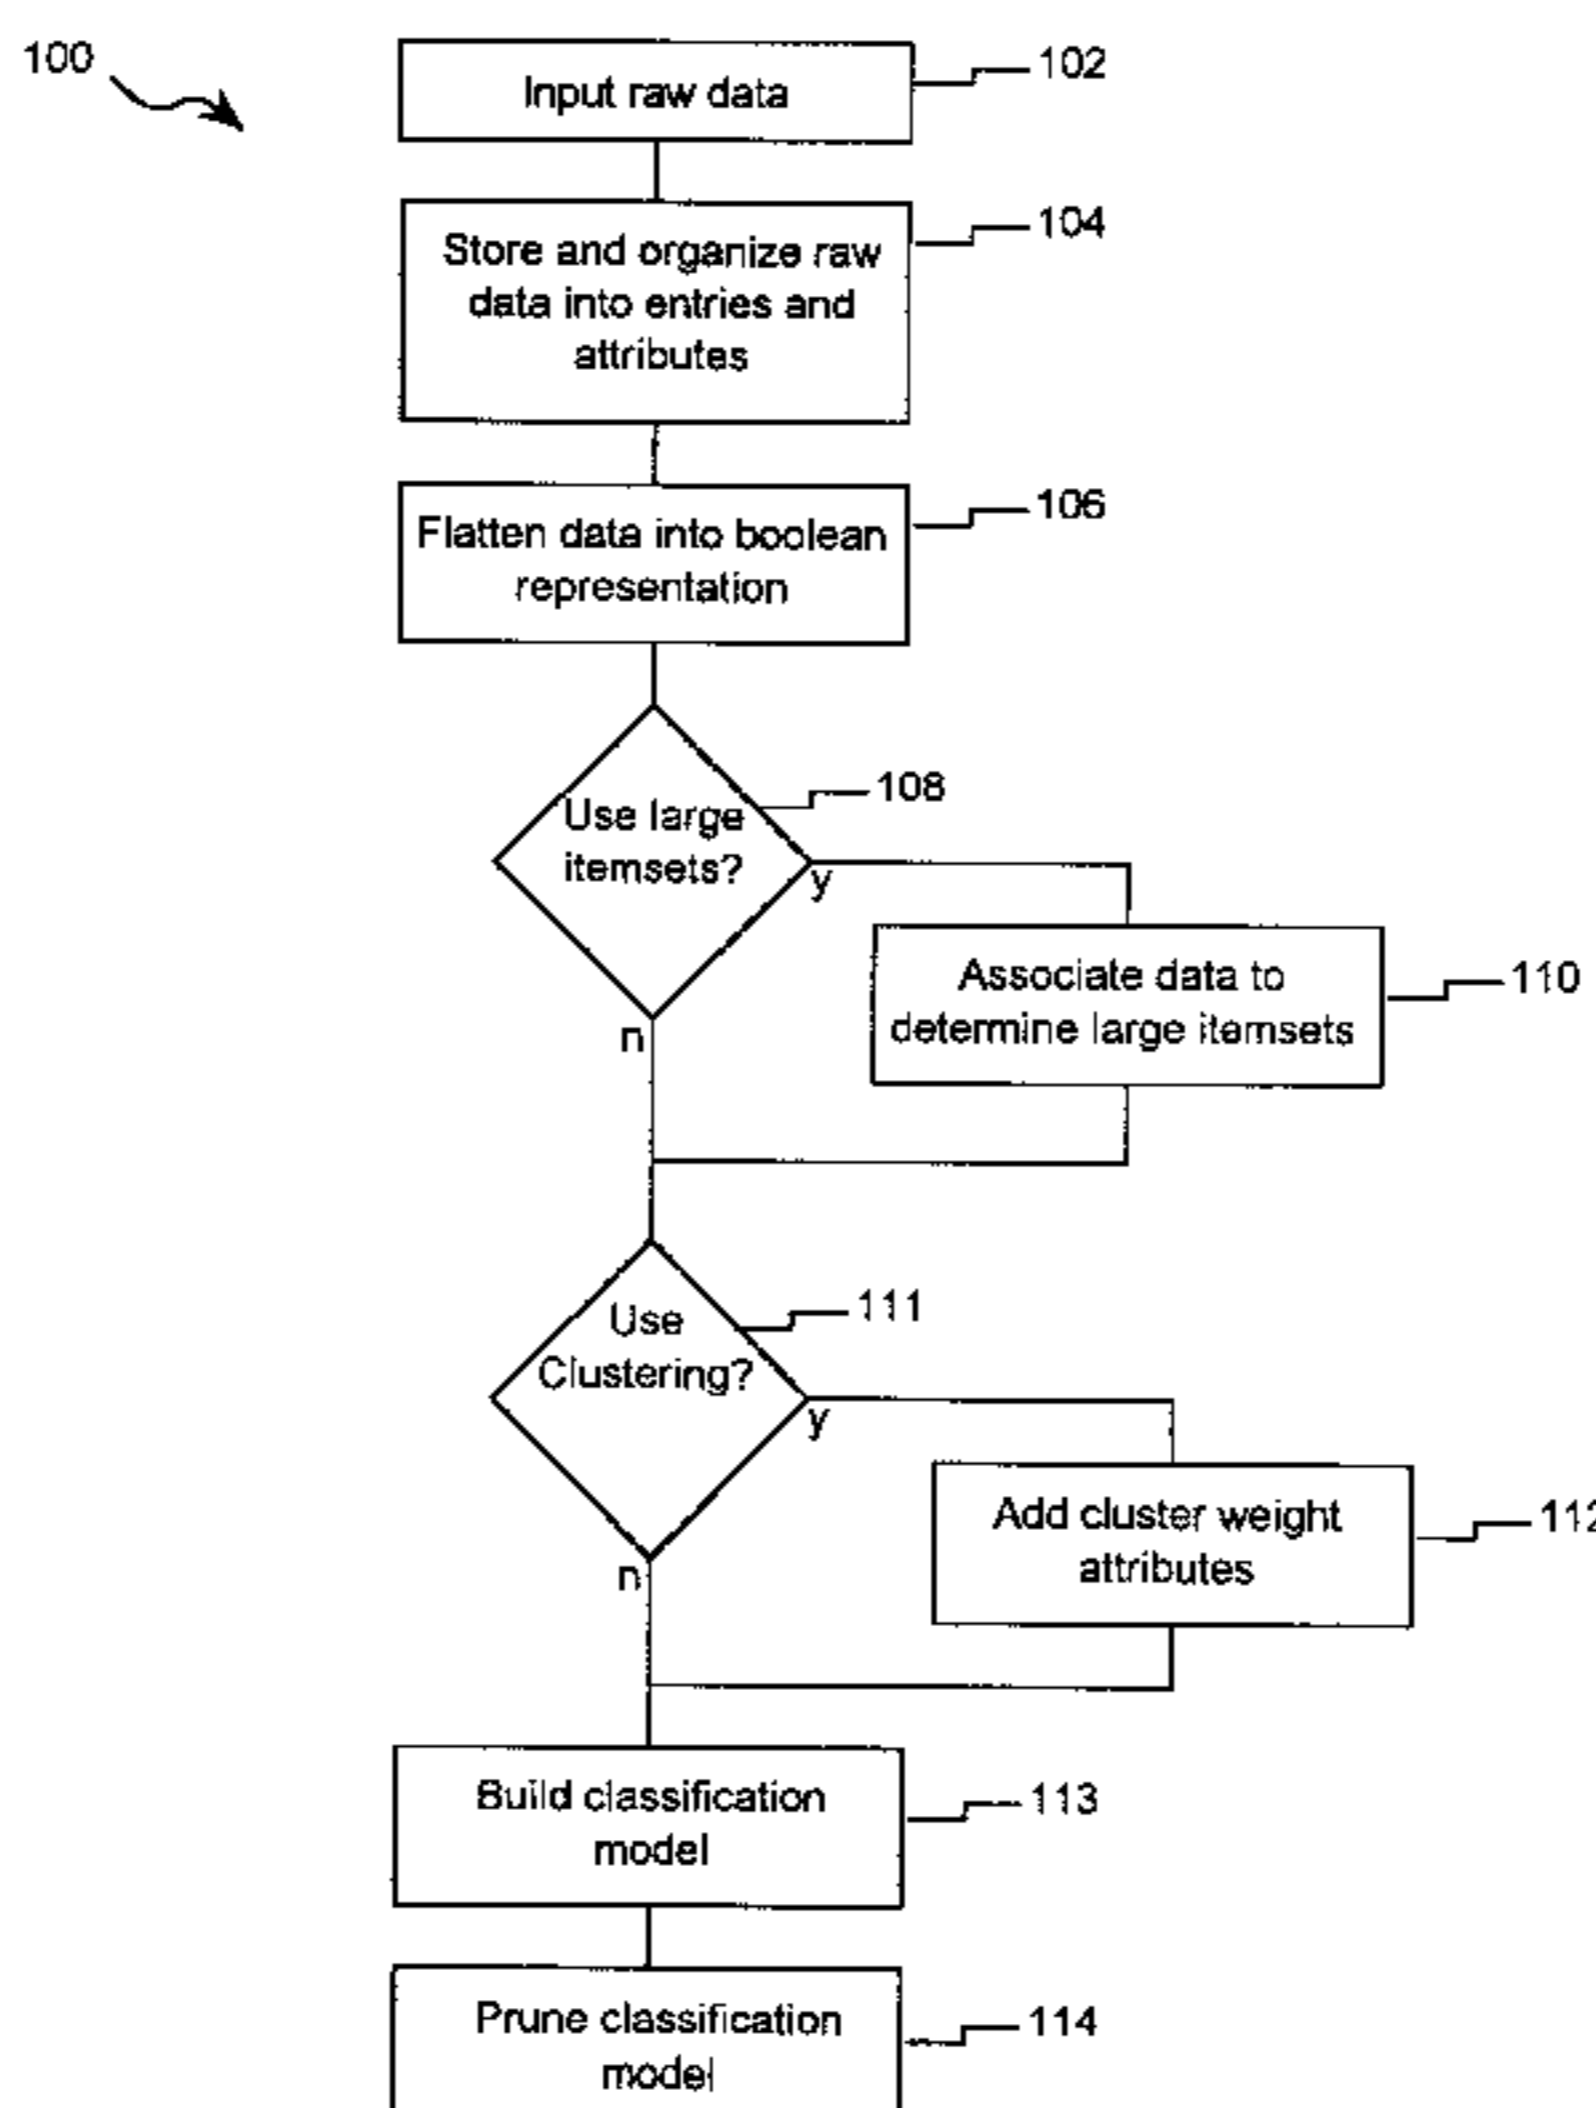 100
Input raw data
102
Store and organize raw
data into entries and
attributes
104
Flatten data into boolean
representation
106
Use large
itemsets?
108
y
n
Associate data to
determine large itemsets
110
Use
Clustering?
111
y
n
Add cluster weight
attributes
112
Build classification
model
113
Prune classification
model
114